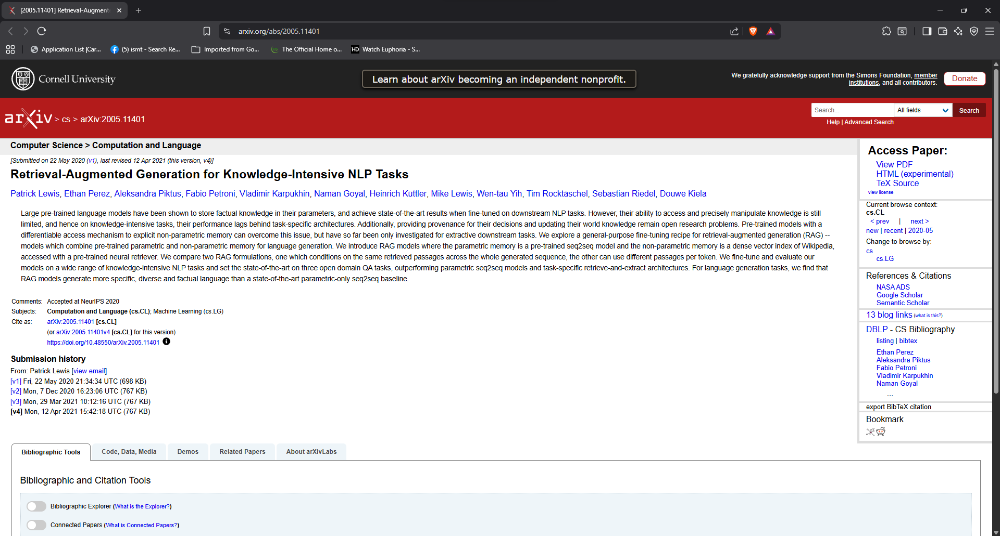 [2005.11401] Retrieval-Augment
arxiv.org/abs/2005.11401
Application List |Car...
(5) ismt - Search Re...
Imported from Go...
The Official Home o...
HD Watch Euphoria - S...
Cornell University
Learn about arXiv becoming an independent nonprofit.
We gratefully acknowledge support from the Simons Foundation, member
institutions, and all contributors.
Donate
arXiv > cs > arXiv:2005.11401
Search...
All fields
Search
Help | Advanced Search
Computer Science > Computation and Language
[Submitted on 22 May 2020 (v1), last revised 12 Apr 2021 (this version, v4)]
Retrieval-Augmented Generation for Knowledge-Intensive NLP Tasks
Patrick Lewis, Ethan Perez, Aleksandra Piktus, Fabio Petroni, Vladimir Karpukhin, Naman Goyal, Heinrich Küttler, Mike Lewis, Wen-tau Yih, Tim Rocktäschel, Sebastian Riedel, Douwe Kiela
Large pre-trained language models have been shown to store factual knowledge in their parameters, and achieve state-of-the-art results when fine-tuned on downstream NLP tasks. However, their ability to access and precisely manipulate knowledge is still
limited, and hence on knowledge-intensive tasks, their performance lags behind task-specific architectures. Additionally, providing provenance for their decisions and updating their world knowledge remain open research problems. Pre-trained models with a
differentiable access mechanism to explicit non-parametric memory can overcome this issue, but have so far been only investigated for extractive downstream tasks. We explore a general-purpose fine-tuning recipe for retrieval-augmented generation (RAG) --
models which combine pre-trained parametric and non-parametric memory for language generation. We introduce RAG models where the parametric memory is a pre-trained seq2seq model and the non-parametric memory is a dense vector index of Wikipedia,
accessed with a pre-trained neural retriever. We compare two RAG formulations, one which conditions on the same retrieved passages across the whole generated sequence, the other can use different passages per token. We fine-tune and evaluate our
models on a wide range of knowledge-intensive NLP tasks and set the state-of-the-art on three open domain QA tasks, outperforming parametric seq2seq models and task-specific retrieve-and-extract architectures. For language generation tasks, we find that
RAG models generate more specific, diverse and factual language than a state-of-the-art parametric-only seq2seq baseline.
Comments: Accepted at NeurIPS 2020
Subjects: Computation and Language (cs.CL); Machine Learning (cs.LG)
Cite as: arXiv:2005.11401 [cs.CL]
(or arXiv:2005.11401v4 [cs.CL] for this version)
https://doi.org/10.48550/arXiv.2005.11401
Submission history
From: Patrick Lewis [view email]
[v1] Fri, 22 May 2020 21:34:34 UTC (698 KB)
[v2] Mon, 7 Dec 2020 16:23:06 UTC (767 KB)
[v3] Mon, 29 Mar 2021 10:12:16 UTC (767 KB)
[v4] Mon, 12 Apr 2021 15:42:18 UTC (767 KB)
Access Paper:
View PDF
HTML (experimental)
TeX Source
view license
Current browse context:
cs.CL
< prev | next >
new | recent | 2020-05
Change to browse by:
cs
cs.LG
References & Citations
NASA ADS
Google Scholar
Semantic Scholar
13 blog links (what is this?)
DBLP - CS Bibliography
listing | bibtex
Ethan Perez
Aleksandra Piktus
Fabio Petroni
Vladimir Karpukhin
Naman Goyal
...
export BibTeX citation
Bookmark
Bibliographic Tools
Code, Data, Media
Demos
Related Papers
About arXivLabs
Bibliographic and Citation Tools
Bibliographic Explorer (What is the Explorer?)
Connected Papers (What is Connected Papers?)